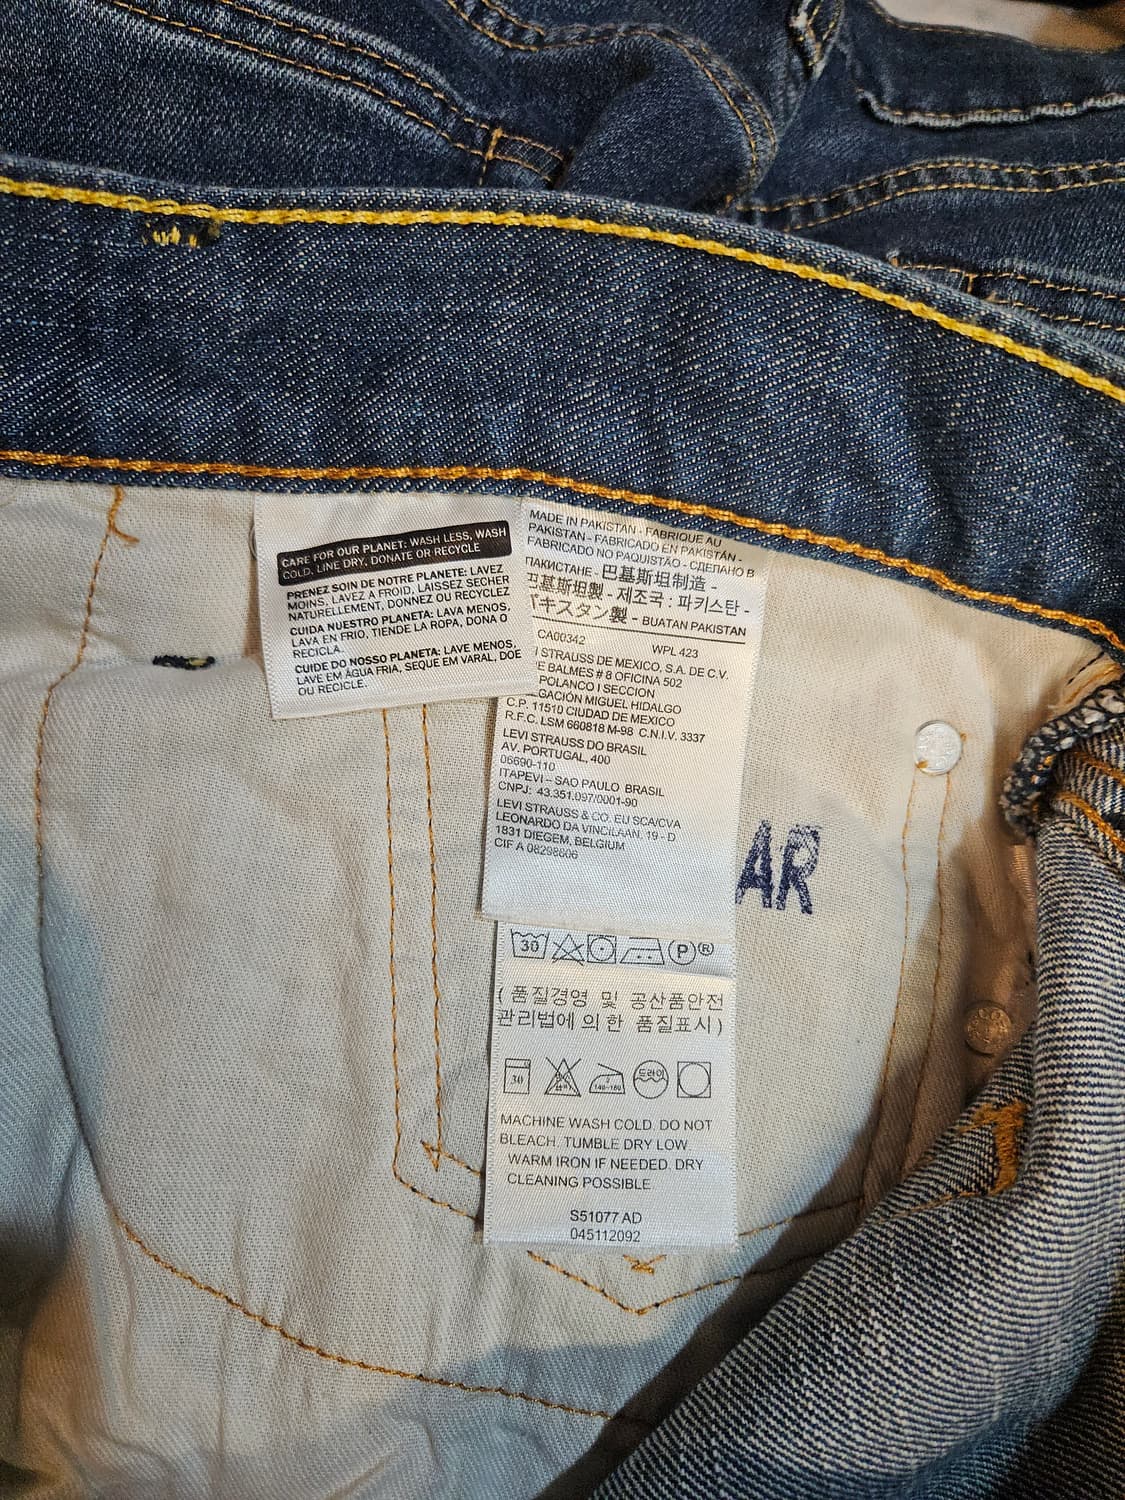 CARE FOR OUR PLANET: WASH LESS, WASH
COLD, LINE DRY, DONATE OR RECYCLE
PRENEZ SOIN DE NOTRE PLANETE: LAVEZ
MOINS, LAVEZ A FROID, LAISSEZ SECHER
NATURELLEMENT, DONNEZ OU RECYCLEZ
CUIDA NUESTRO PLANETA: LAVA MENOS,
LAVA EN FRIO, TIENDE LA ROPA, DONA O
RECICLA.
CUIDE DO NOSSO PLANETA: LAVE MENOS,
LAVE EM ÁGUA FRIA, SEQUE EM VARAL, DOE
OU RECICLE.
MADE IN PAKISTAN - FABRIQUE AU
PAKISTAN - FABRICADO EN PAKISTAN -
FABRICADO NO PAQUISTÃO - СДЕЛАНО В
ПАКИСТАНЕ - 巴基斯坦制造 -
巴基斯坦製 - 제조국 : 파키스탄 -
パキスタン製 - BUATAN PAKISTAN
CA00342 WPL 423
STRAUSS DE MEXICO, S.A. DE C.V.
BALMES # 8 OFICINA 502
POLANCO I SECCION
GACIÓN MIGUEL HIDALGO
C.P. 11510 CIUDAD DE MEXICO
R.F.C. LSM 660818 M-98 C.N.I.V. 3337
LEVI STRAUSS DO BRASIL
AV. PORTUGAL, 400
06690-110
ITAPEVI – SAO PAULO BRASIL
CNPJ: 43.351.097/0001-90
LEVI STRAUSS & CO. EU SCA/CVA
LEONARDO DA VINCILAAN, 19 - D
1831 DIEGEM, BELGIUM
CIF A 08298606
AR
30 P ®
( 품질경영 및 공산품안전
관리법에 의한 품질표시 )
30 140~160 드라이
MACHINE WASH COLD. DO NOT
BLEACH. TUMBLE DRY LOW.
WARM IRON IF NEEDED. DRY
CLEANING POSSIBLE
S51077 AD
045112092